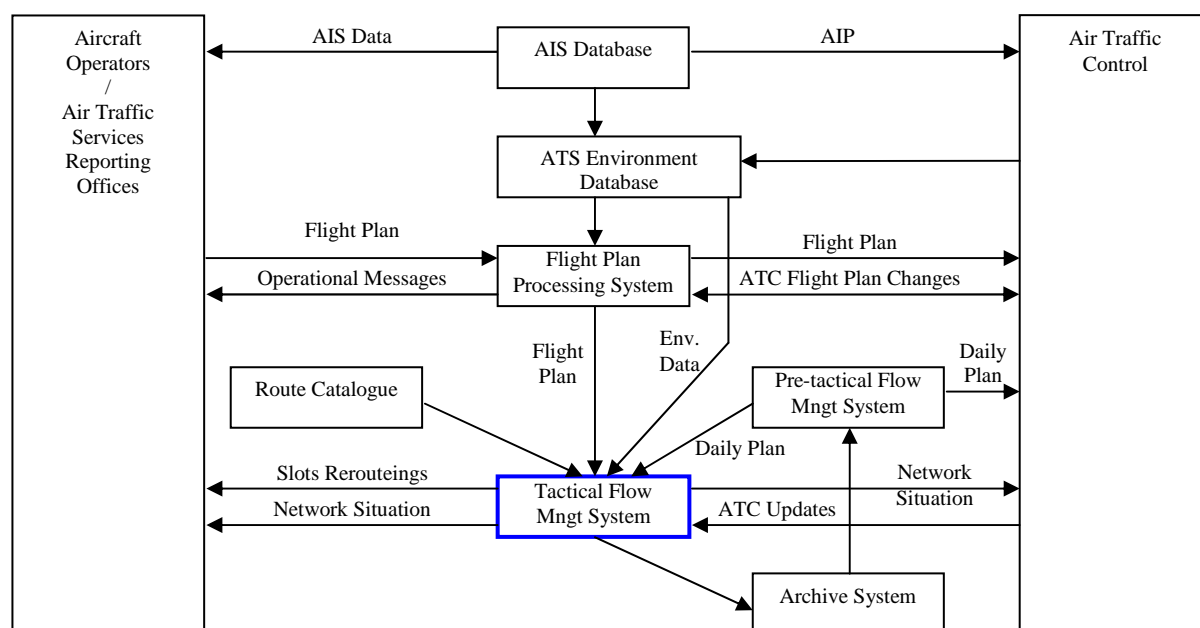 Aircraft
Operators
/
Air Traffic
Services
Reporting
Offices
AIS Data
AIS Database
AIP
Air Traffic
Control
ATS Environment
Database
Flight Plan
Operational Messages
Flight Plan
Processing System
Flight Plan
ATC Flight Plan Changes
Flight
Plan
Env.
Data
Daily
Plan
Route Catalogue
Pre-tactical Flow
Mngt System
Daily Plan
Slots Rerouteings
Network Situation
Tactical Flow
Mngt System
Network
Situation
ATC Updates
Archive System